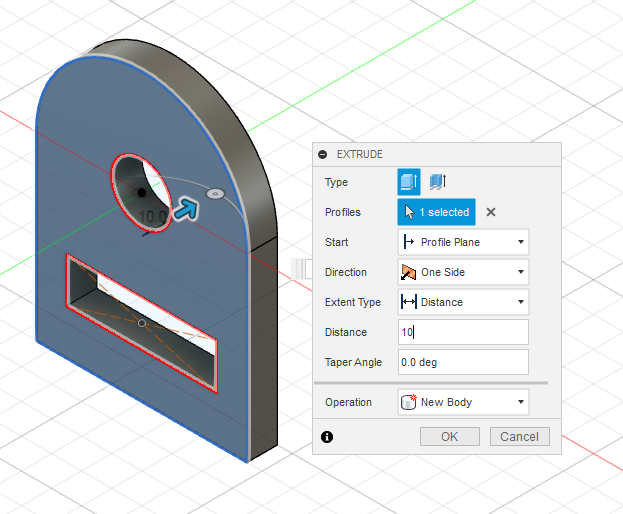 EXTRUDE
Type
Profiles 1 selected
Start Profile Plane
Direction One Side
Extent Type Distance
Distance 10
Taper Angle 0.0 deg
Operation New Body
OK Cancel
10.0